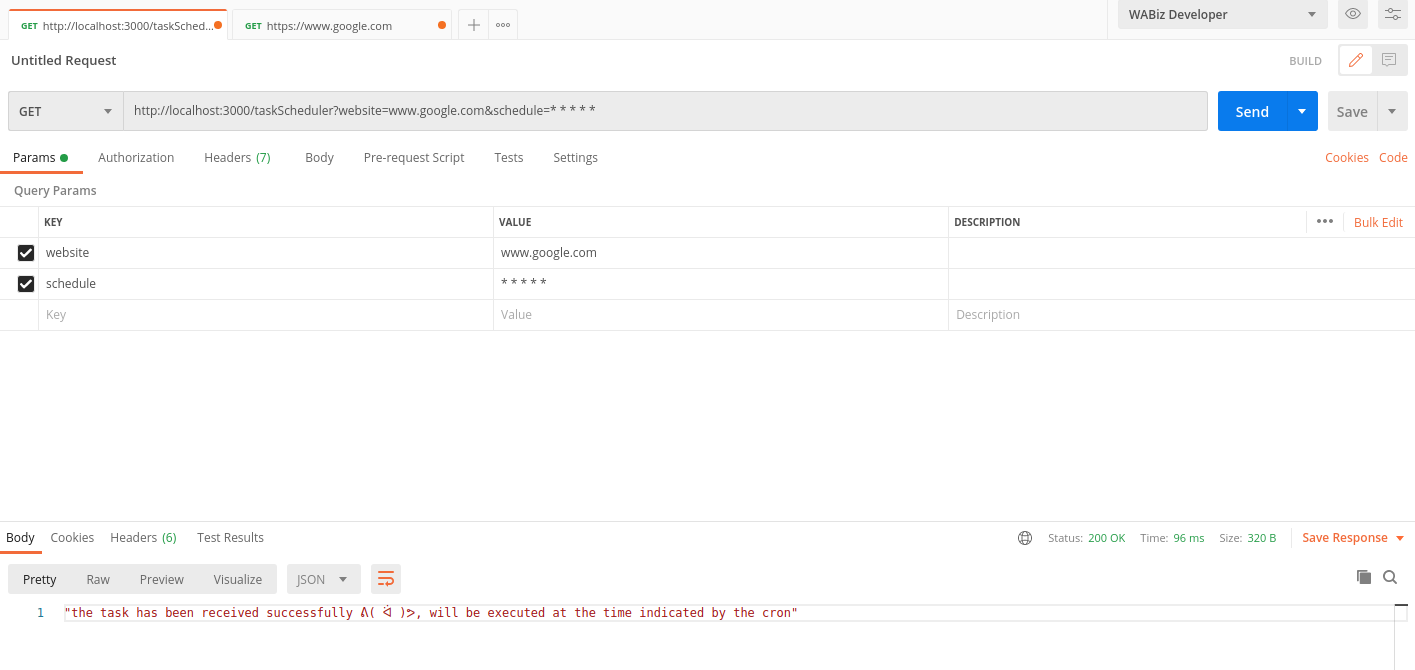 GET http://localhost:3000/taskSched... GET https://www.google.com WABiz Developer
Untitled Request BUILD
GET http://localhost:3000/taskScheduler?website=www.google.com&schedule=* * * * * Send Save
Params Authorization Headers (7) Body Pre-request Script Tests Settings Cookies Code
Query Params
KEY VALUE DESCRIPTION Bulk Edit
website www.google.com
schedule * * * * *
Key Value Description
Body Cookies Headers (6) Test Results Status: 200 OK Time: 96 ms Size: 320 B Save Response
Pretty Raw Preview Visualize JSON
1 "the task has been received successfully ᕕ( ᐛ )ᕗ, will be executed at the time indicated by the cron"